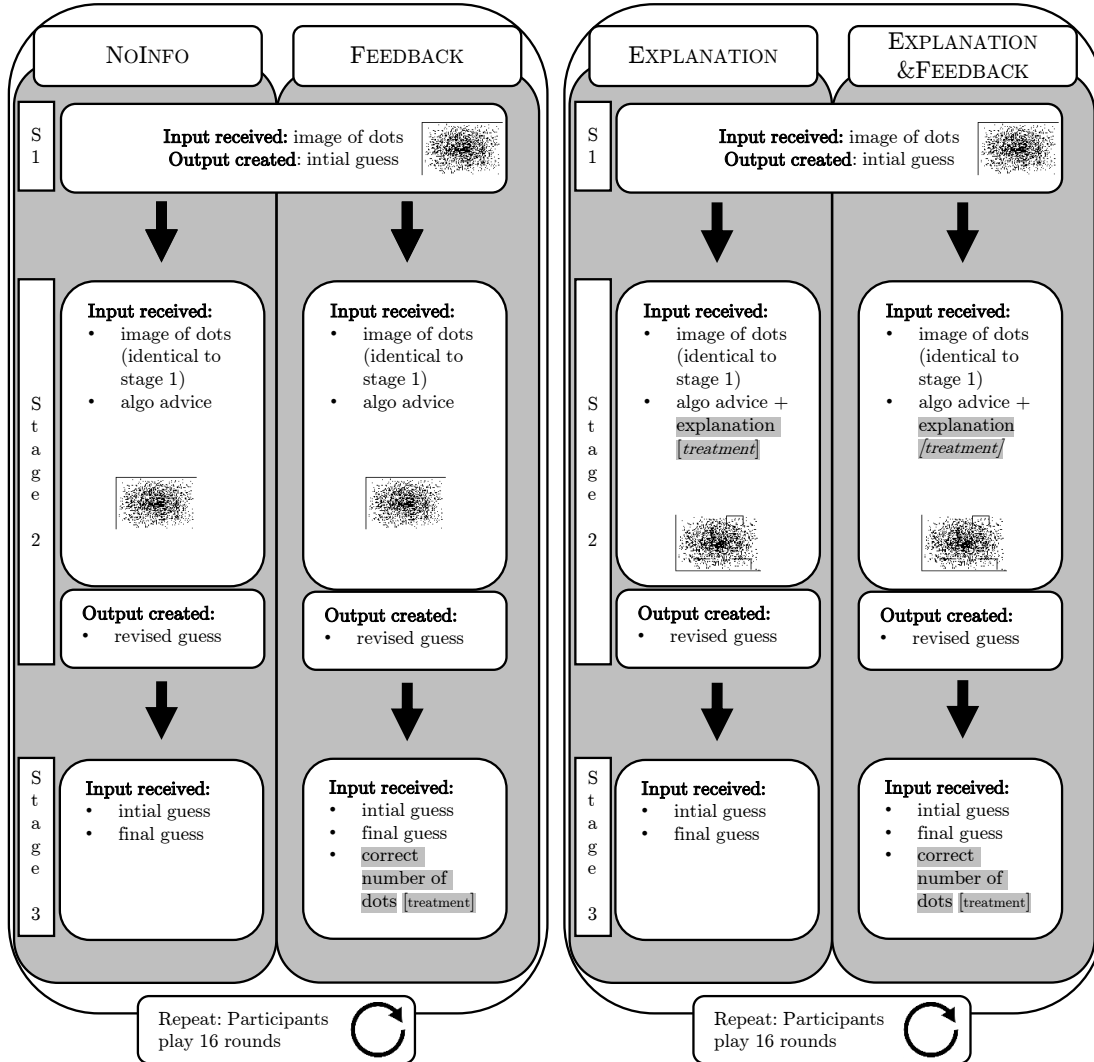 NoInfo
Feedback
S
1
Input received: image of dots
Output created: intial guess
S
t
a
g
e
2
Input received:
• image of dots
(identical to
stage 1)
• algo advice
Output created:
• revised guess
Input received:
• image of dots
(identical to
stage 1)
• algo advice
Output created:
• revised guess
S
t
a
g
e
3
Input received:
• intial guess
• final guess
Input received:
• intial guess
• final guess
• correct
number of
dots [treatment]
Repeat: Participants
play 16 rounds
Explanation
Explanation
&Feedback
S
1
Input received: image of dots
Output created: intial guess
S
t
a
g
e
2
Input received:
• image of dots
(identical to
stage 1)
• algo advice +
explanation
[treatment]
Output created:
• revised guess
Input received:
• image of dots
(identical to
stage 1)
• algo advice +
explanation
[treatment]
Output created:
• revised guess
S
t
a
g
e
3
Input received:
• intial guess
• final guess
Input received:
• intial guess
• final guess
• correct
number of
dots [treatment]
Repeat: Participants
play 16 rounds